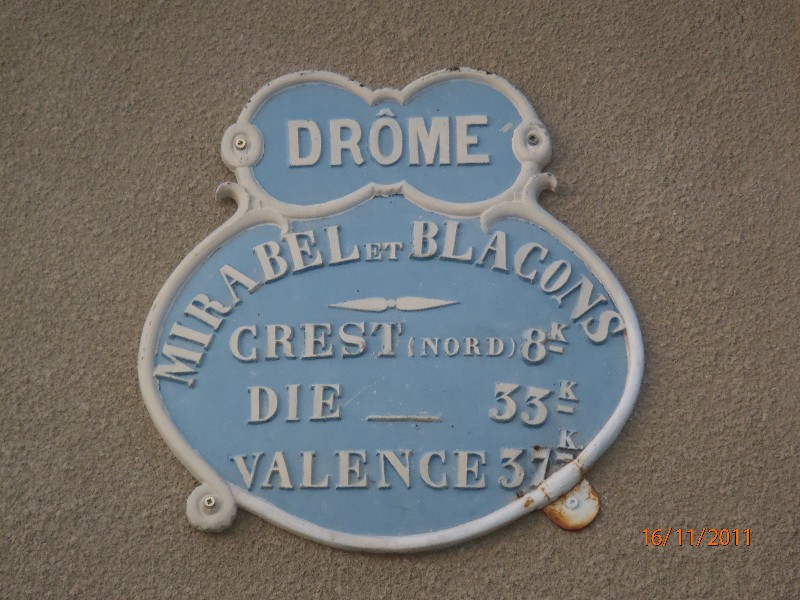 DRÔME
MIRABEL ET BLACONS
CREST (NORD) 8K
DIE — 33K
VALENCE 37K
16/11/2011